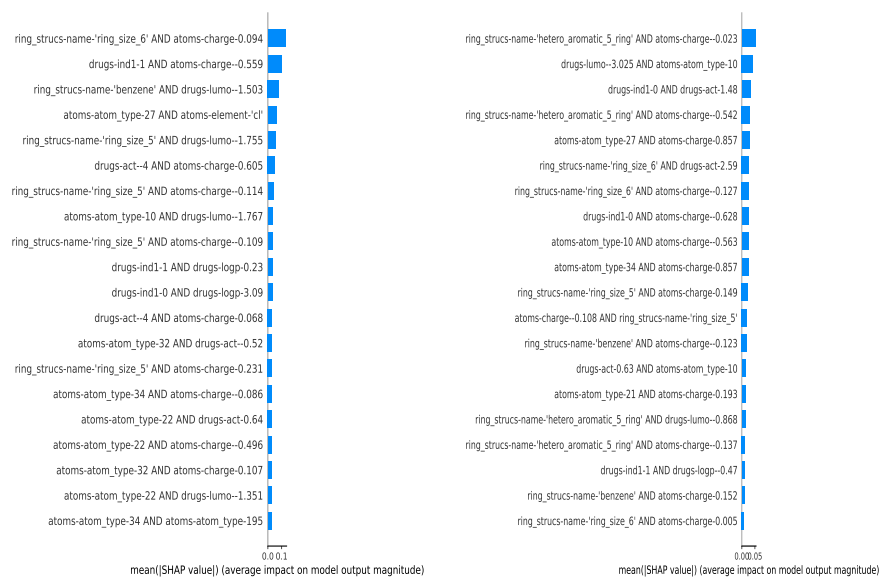 ring_strucs-name-'ring_size_6' AND atoms-charge-0.094
drugs-ind1-1 AND atoms-charge--0.559
ring_strucs-name-'benzene' AND drugs-lumo--1.503
atoms-atom_type-27 AND atoms-element-'cl'
ring_strucs-name-'ring_size_5' AND drugs-lumo--1.755
drugs-act--4 AND atoms-charge-0.605
ring_strucs-name-'ring_size_5' AND atoms-charge--0.114
atoms-atom_type-10 AND drugs-lumo--1.767
ring_strucs-name-'ring_size_5' AND atoms-charge--0.109
drugs-ind1-1 AND drugs-logp-0.23
drugs-ind1-0 AND drugs-logp-3.09
drugs-act--4 AND atoms-charge-0.068
atoms-atom_type-32 AND drugs-act--0.52
ring_strucs-name-'ring_size_5' AND atoms-charge-0.231
atoms-atom_type-34 AND atoms-charge--0.086
atoms-atom_type-22 AND drugs-act-0.64
atoms-atom_type-22 AND atoms-charge--0.496
atoms-atom_type-32 AND atoms-charge-0.107
atoms-atom_type-22 AND drugs-lumo--1.351
atoms-atom_type-34 AND atoms-atom_type-195
0.0 0.1
mean(|SHAP value|) (average impact on model output magnitude)
ring_strucs-name-'hetero_aromatic_5_ring' AND atoms-charge--0.023
drugs-lumo--3.025 AND atoms-atom_type-10
drugs-ind1-0 AND drugs-act-1.48
ring_strucs-name-'hetero_aromatic_5_ring' AND atoms-charge--0.542
atoms-atom_type-27 AND atoms-charge-0.857
ring_strucs-name-'ring_size_6' AND drugs-act-2.59
ring_strucs-name-'ring_size_6' AND atoms-charge--0.127
drugs-ind1-0 AND atoms-charge--0.628
atoms-atom_type-10 AND atoms-charge--0.563
atoms-atom_type-34 AND atoms-charge-0.857
ring_strucs-name-'ring_size_5' AND atoms-charge-0.149
atoms-charge--0.108 AND ring_strucs-name-'ring_size_5'
ring_strucs-name-'benzene' AND atoms-charge--0.123
drugs-act-0.63 AND atoms-atom_type-10
atoms-atom_type-21 AND atoms-charge-0.193
ring_strucs-name-'hetero_aromatic_5_ring' AND drugs-lumo--0.868
ring_strucs-name-'hetero_aromatic_5_ring' AND atoms-charge--0.137
drugs-ind1-1 AND drugs-logp--0.47
ring_strucs-name-'benzene' AND atoms-charge-0.152
ring_strucs-name-'ring_size_6' AND atoms-charge-0.005
0.00 0.05
mean(|SHAP value|) (average impact on model output magnitude)